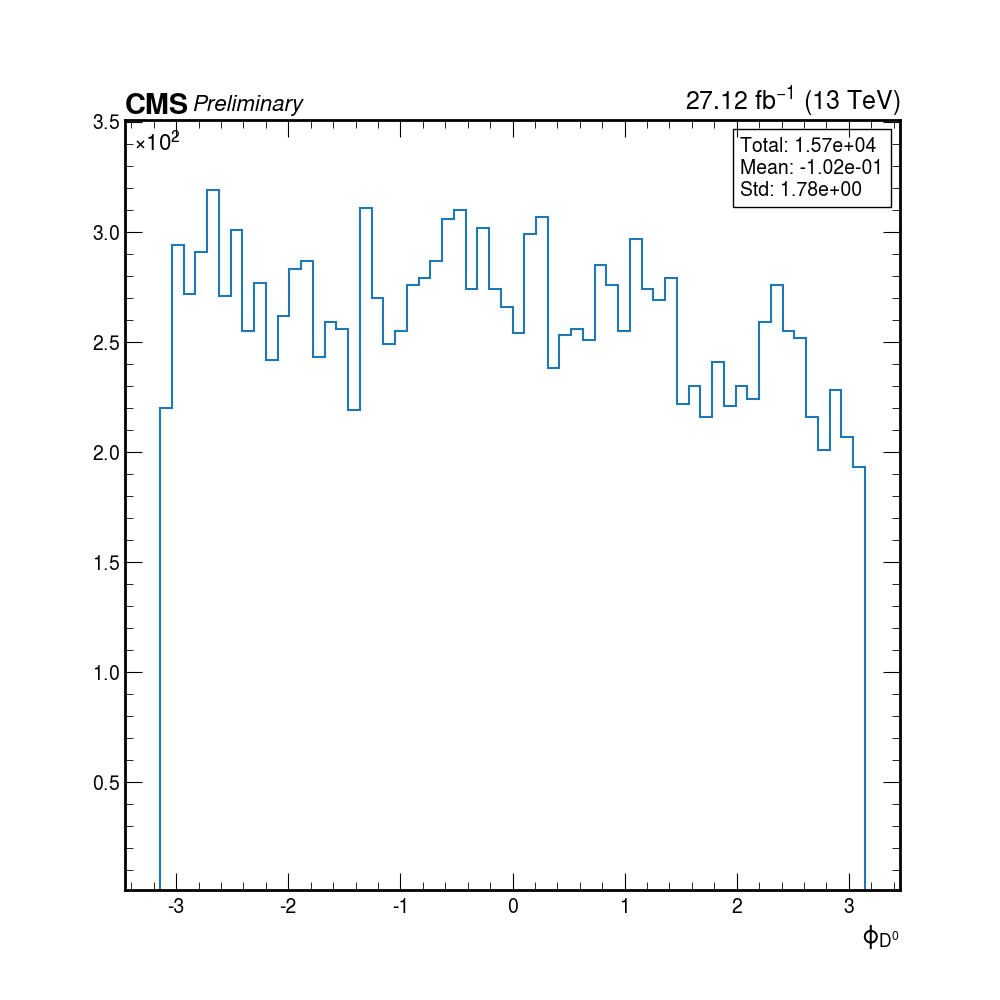 CMS Preliminary
27.12 fb⁻¹ (13 TeV)
×10²
Total: 1.57e+04
Mean: -1.02e-01
Std: 1.78e+00
3.5
3.0
2.5
2.0
1.5
1.0
0.5
-3 -2 -1 0 1 2 3
ϕ_D⁰